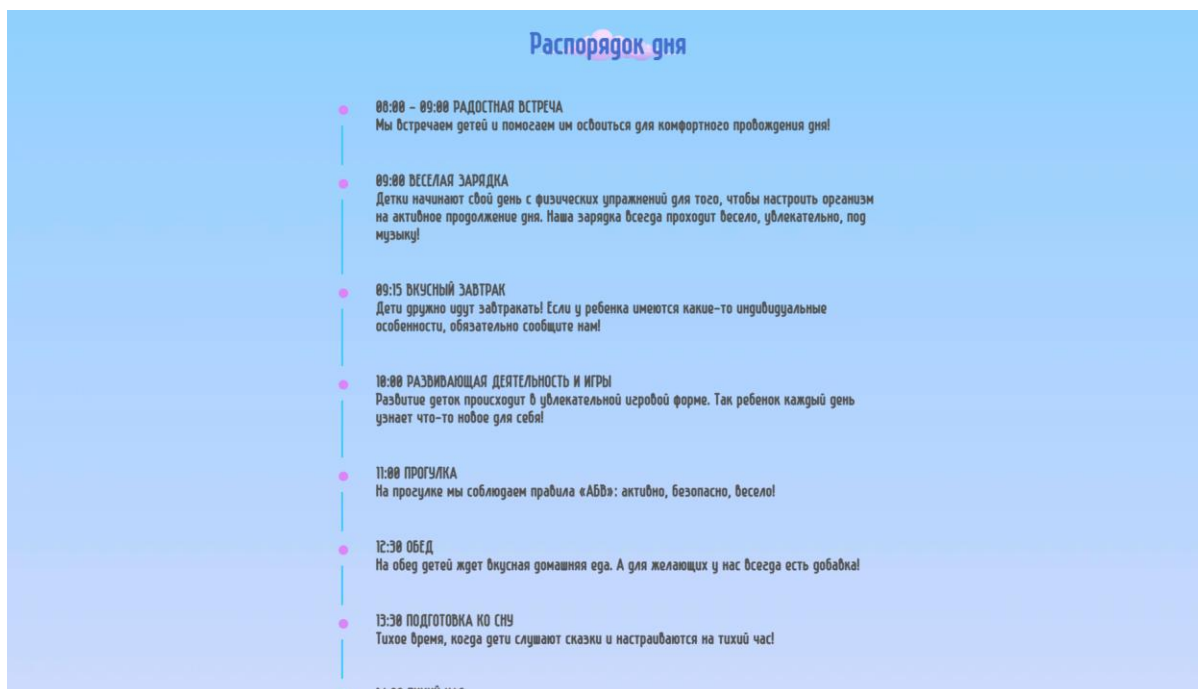 Распорядок дня
08:00 – 09:00 РАДОСТНАЯ ВСТРЕЧА
Мы встречаем детей и помогаем им освоиться для комфортного провождения дня!
09:00 ВЕСЕЛАЯ ЗАРЯДКА
Детки начинают свой день с физических упражнений для того, чтобы настроить организм
на активное продолжение дня. Наша зарядка всегда проходит весело, увлекательно, под
музыку!
09:15 ВКУСНЫЙ ЗАВТРАК
Дети дружно идут завтракать! Если у ребенка имеются какие-то индивидуальные
особенности, обязательно сообщите нам!
10:00 РАЗВИВАЮЩАЯ ДЕЯТЕЛЬНОСТЬ И ИГРЫ
Развитие деток происходит в увлекательной игровой форме. Так ребенок каждый день
узнает что-то новое для себя!
11:00 ПРОГУЛКА
На прогулке мы соблюдаем правила «АБВ»: активно, безопасно, весело!
12:30 ОБЕД
На обед детей ждет вкусная домашняя еда. А для желающих у нас всегда есть добавка!
13:30 ПОДГОТОВКА КО СНУ
Тихое время, когда дети слушают сказки и настраиваются на тихий час!